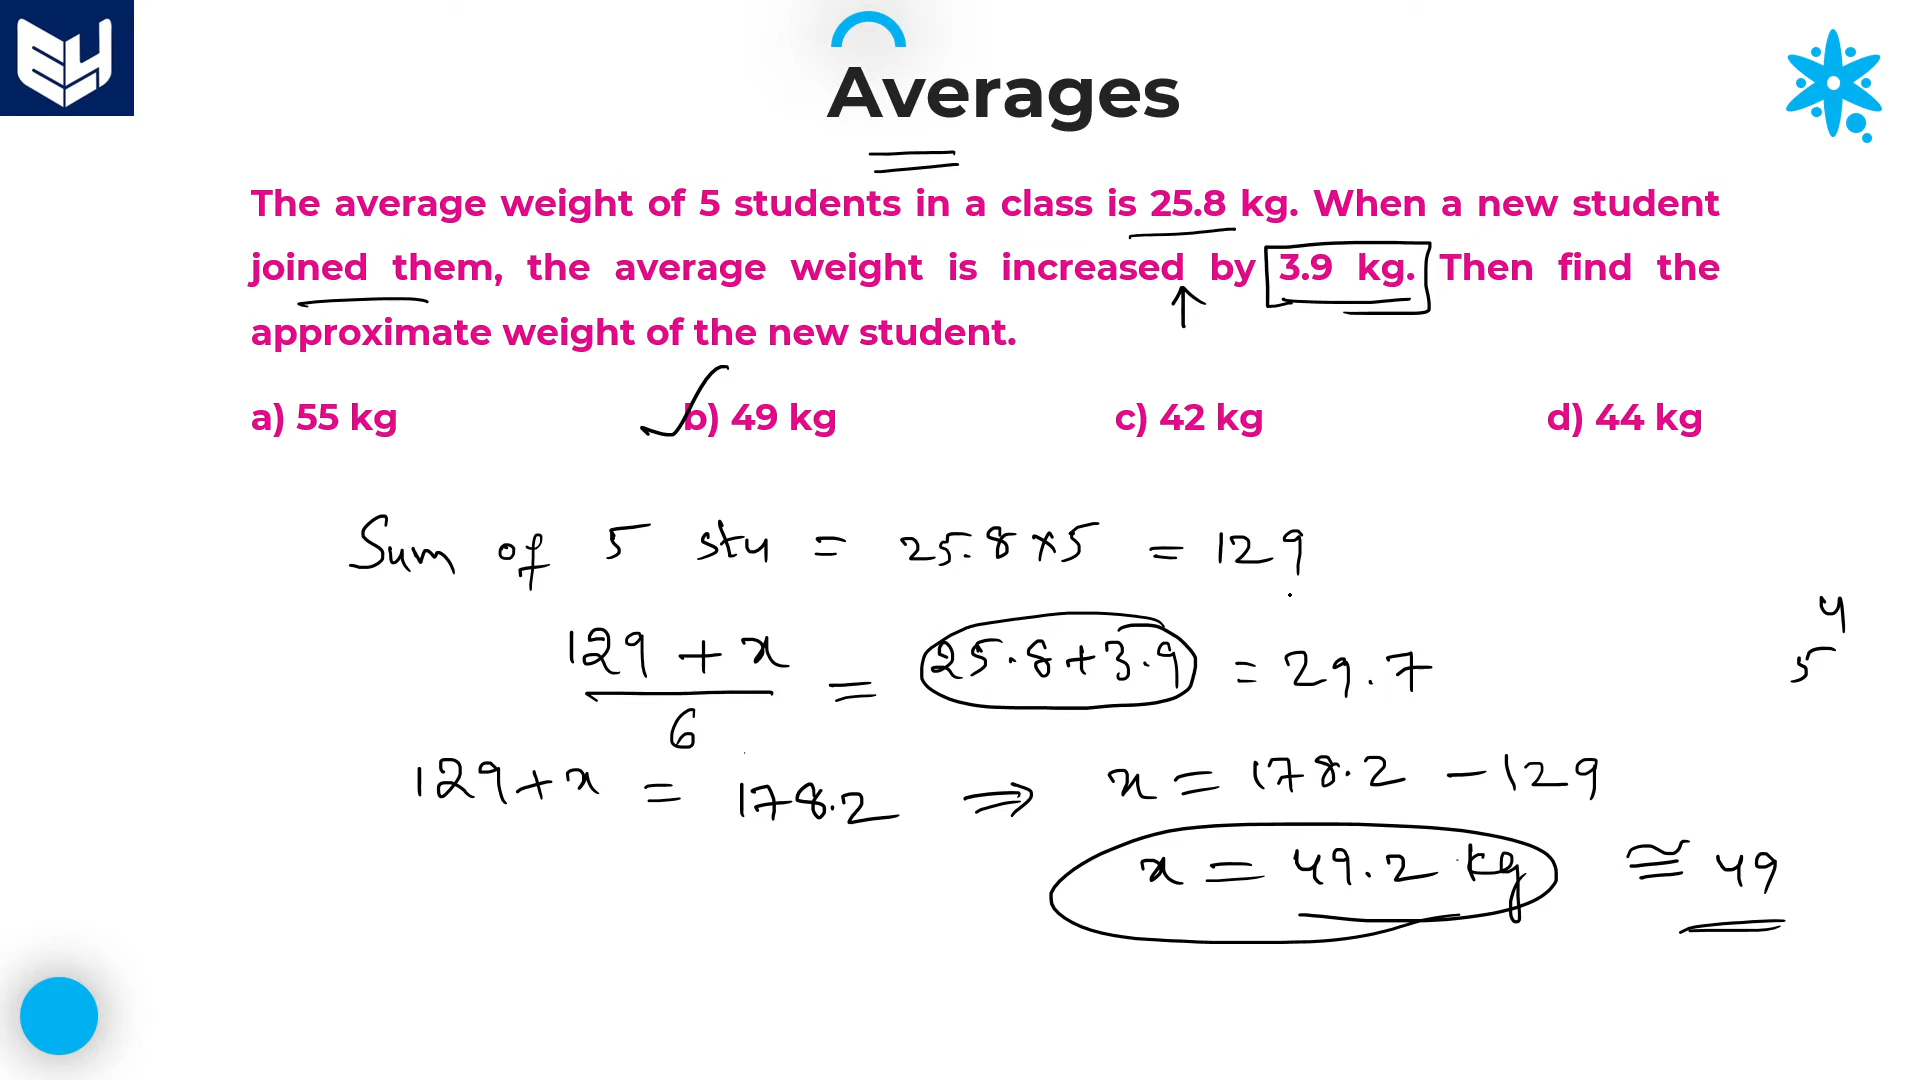 Averages
The average weight of 5 students in a class is 25.8 kg. When a new student
joined them, the average weight is increased by 3.9 kg. Then find the
approximate weight of the new student.
a) 55 kg b) 49 kg c) 42 kg d) 44 kg
Sum of 5 stu = 25.8×5 = 129
129 + x / 6 = 25.8+3.9 = 29.7
4
5
129+x = 178.2 ⇒ x = 178.2 – 129
x = 49.2 kg ≅ 49